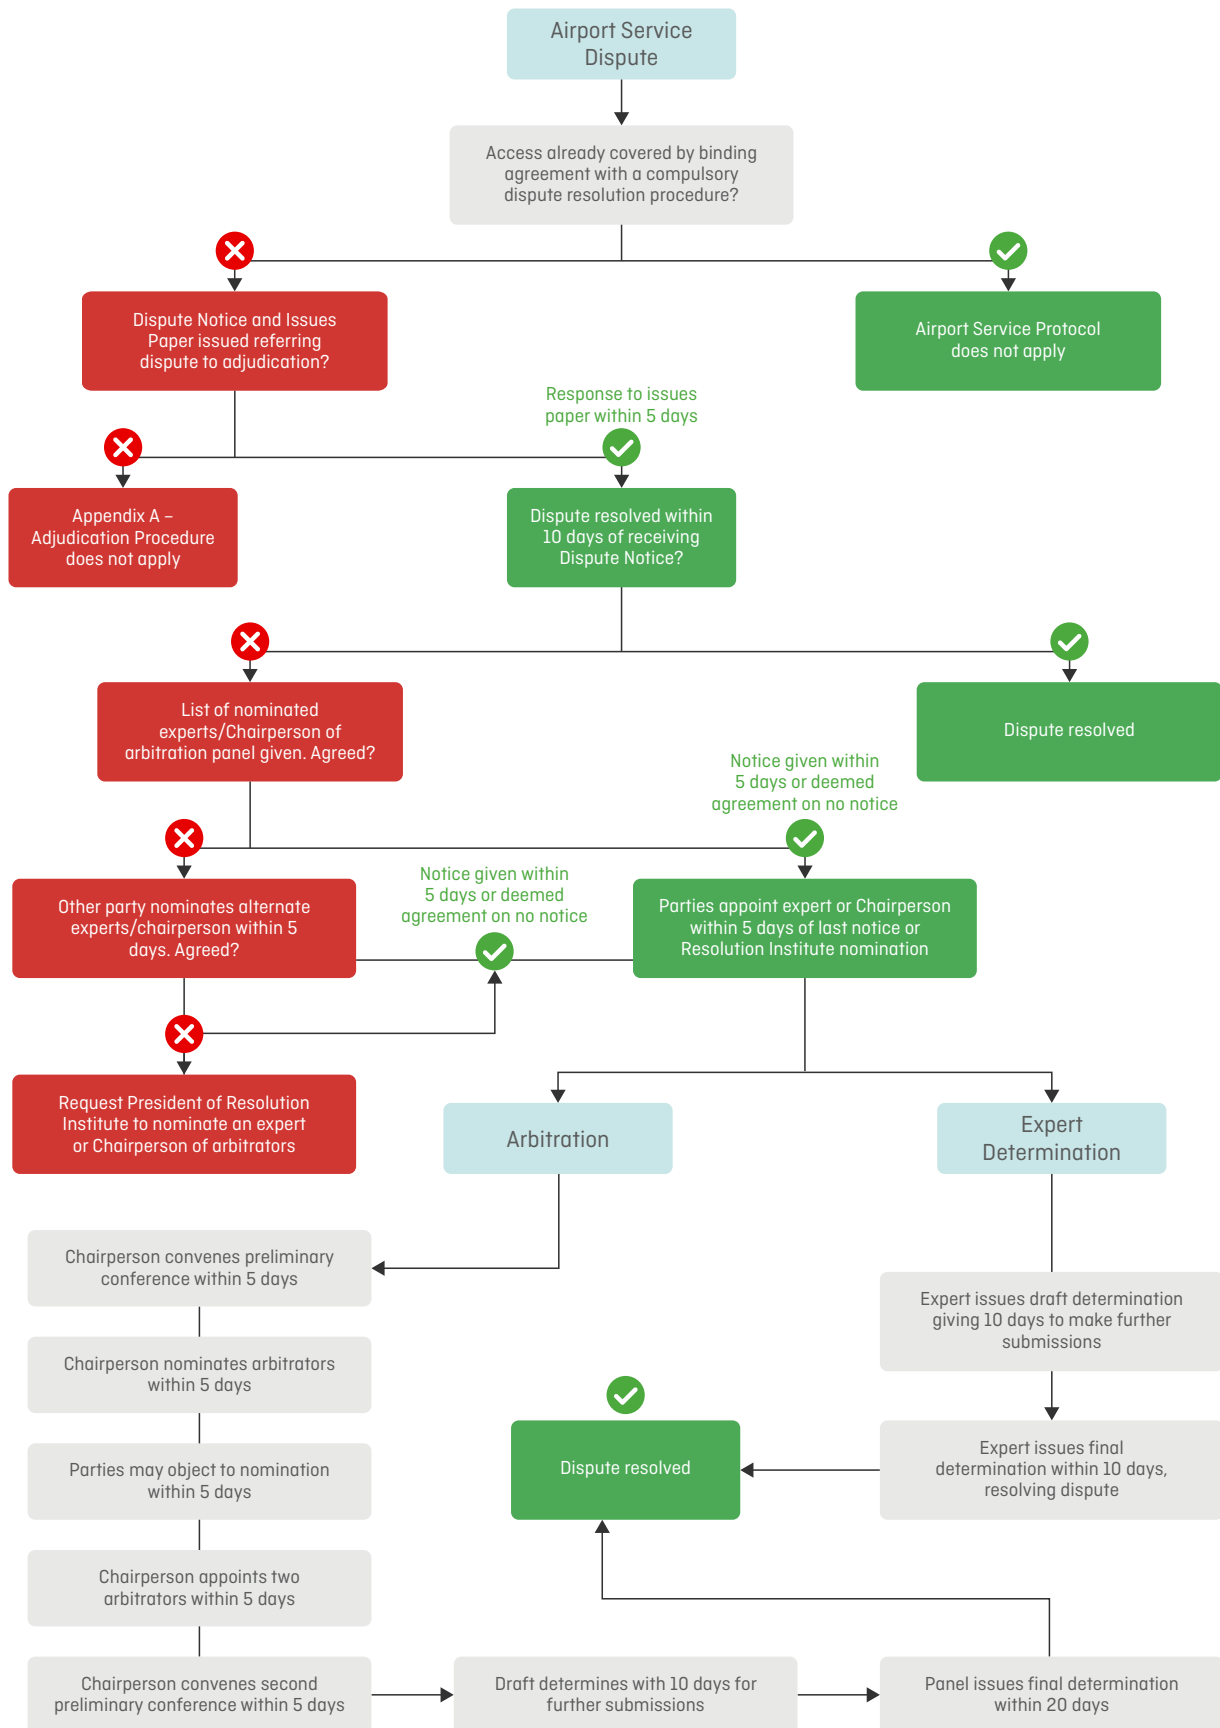 Airport Service
Dispute
Access already covered by binding
agreement with a compulsory
dispute resolution procedure?
Dispute Notice and Issues
Paper issued referring
dispute to adjudication?
Airport Service Protocol
does not apply
Response to issues
paper within 5 days
Appendix A –
Adjudication Procedure
does not apply
Dispute resolved within
10 days of receiving
Dispute Notice?
List of nominated
experts/Chairperson of
arbitration panel given. Agreed?
Dispute resolved
Notice given within
5 days or deemed
agreement on no notice
Other party nominates alternate
experts/chairperson within 5
days. Agreed?
Notice given within
5 days or deemed
agreement on no notice
Parties appoint expert or Chairperson
within 5 days of last notice or
Resolution Institute nomination
Request President of Resolution
Institute to nominate an expert
or Chairperson of arbitrators
Arbitration
Expert
Determination
Chairperson convenes preliminary
conference within 5 days
Expert issues draft determination
giving 10 days to make further
submissions
Chairperson nominates arbitrators
within 5 days
Parties may object to nomination
within 5 days
Dispute resolved
Expert issues final
determination within 10 days,
resolving dispute
Chairperson appoints two
arbitrators within 5 days
Chairperson convenes second
preliminary conference within 5 days
Draft determines with 10 days for
further submissions
Panel issues final determination
within 20 days